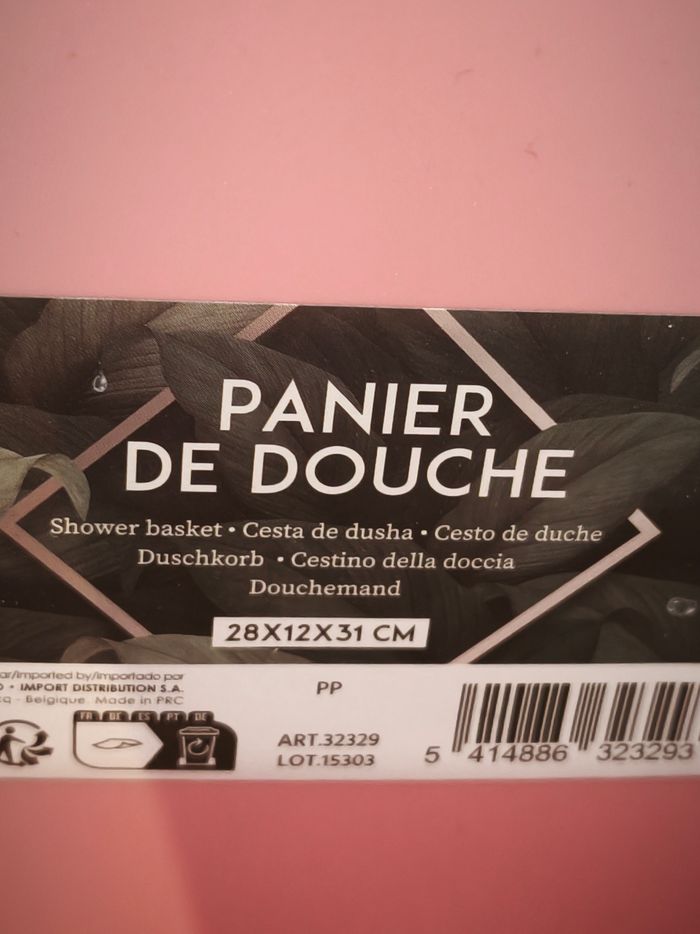 PANIER
DE DOUCHE
Shower basket • Cesta de dusha • Cesto de duche
Duschkorb • Cestino della doccia
Douchemand
28X12X31 CM
ar/Imported by/Importado por
• IMPORT DISTRIBUTION S.A.
cq - Belgique Made in PRC
FR BE ES PT DE
PP
ART.32329
LOT.15303
5 414886 323293